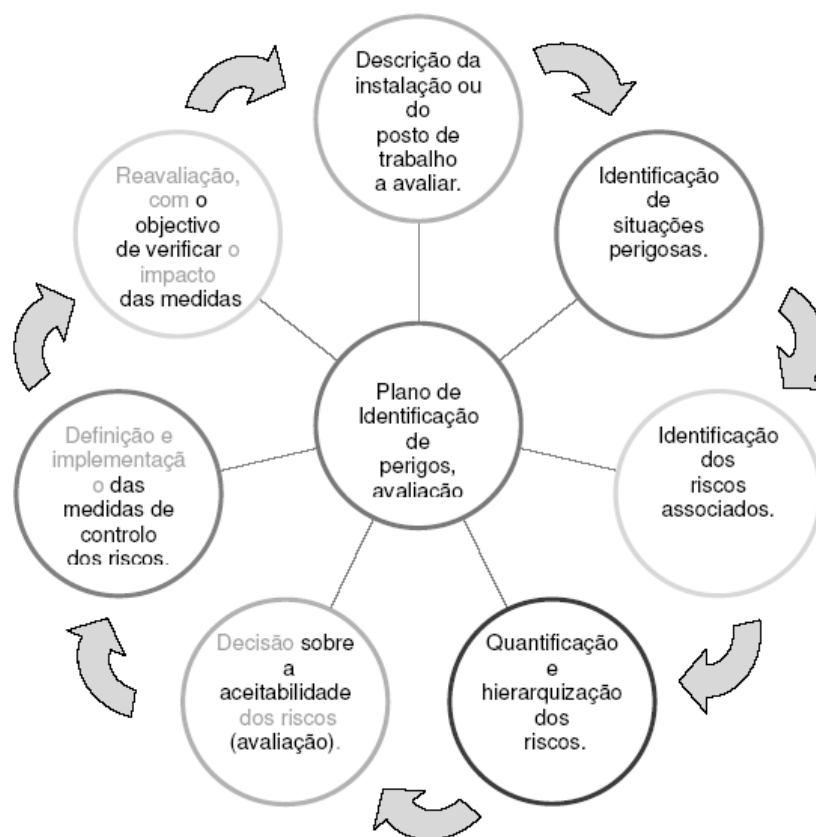 Descrição da
instalação ou
do
posto de
trabalho
a avaliar.
Identificação
de
situações
perigosas.
Identificação
dos
riscos
associados.
Quantificação
e
hierarquização
dos
riscos.
Decisão sobre
a
aceitabilidade
dos riscos
(avaliação).
Definição e
implementaçã
o das
medidas de
controlo
dos riscos.
Reavaliação,
com o
objectivo
de verificar o
impacto
das medidas
Plano de
Identificação
de
perigos,
avaliação